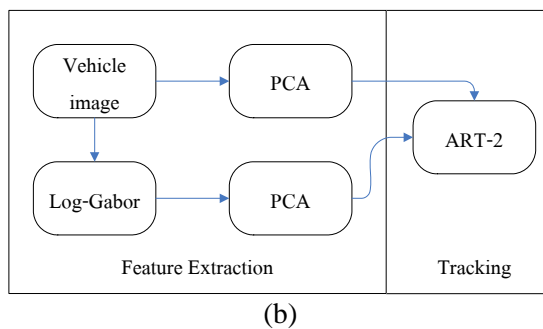 Vehicle
image
PCA
ART-2
Log-Gabor
PCA
Feature Extraction
Tracking
(b)